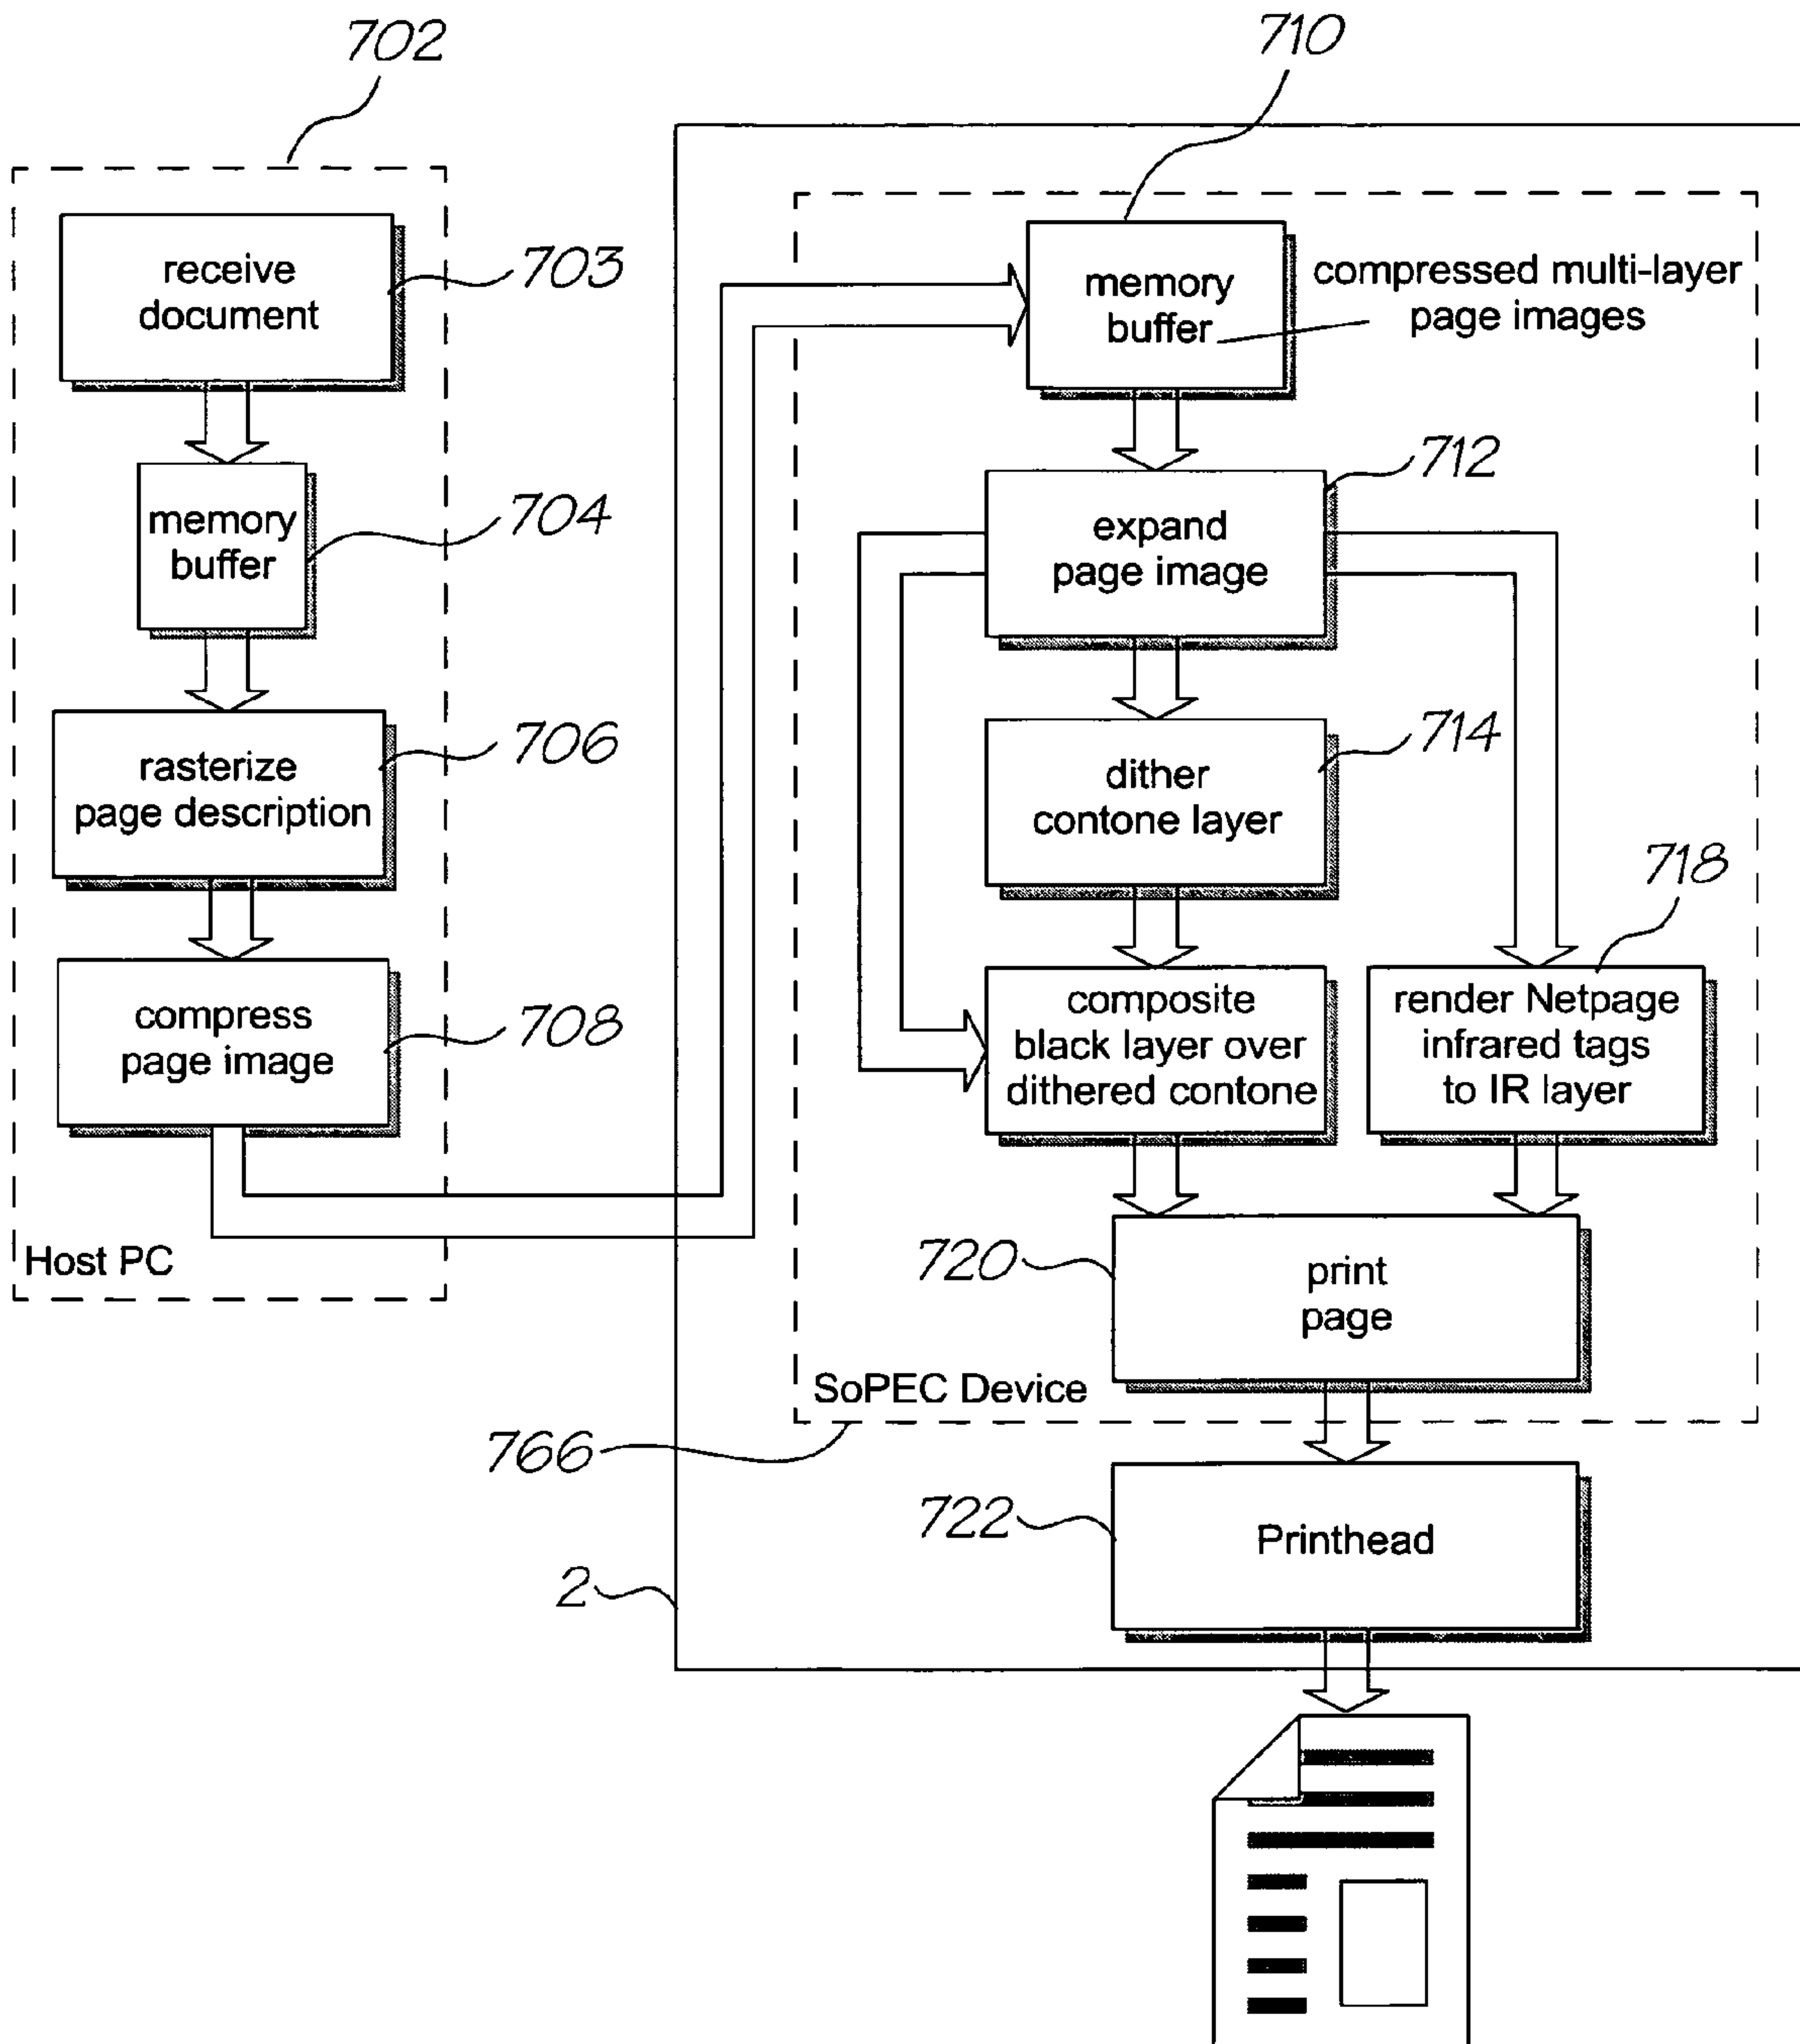 702
receive
document
703
memory
buffer
704
rasterize
page description
706
compress
page image
708
Host PC
710
memory
buffer
compressed multi-layer
page images
712
expand
page image
714
dither
contone layer
718
composite
black layer over
dithered contone
render Netpage
infrared tags
to IR layer
720
print
page
SoPEC Device
766
722
Printhead
2